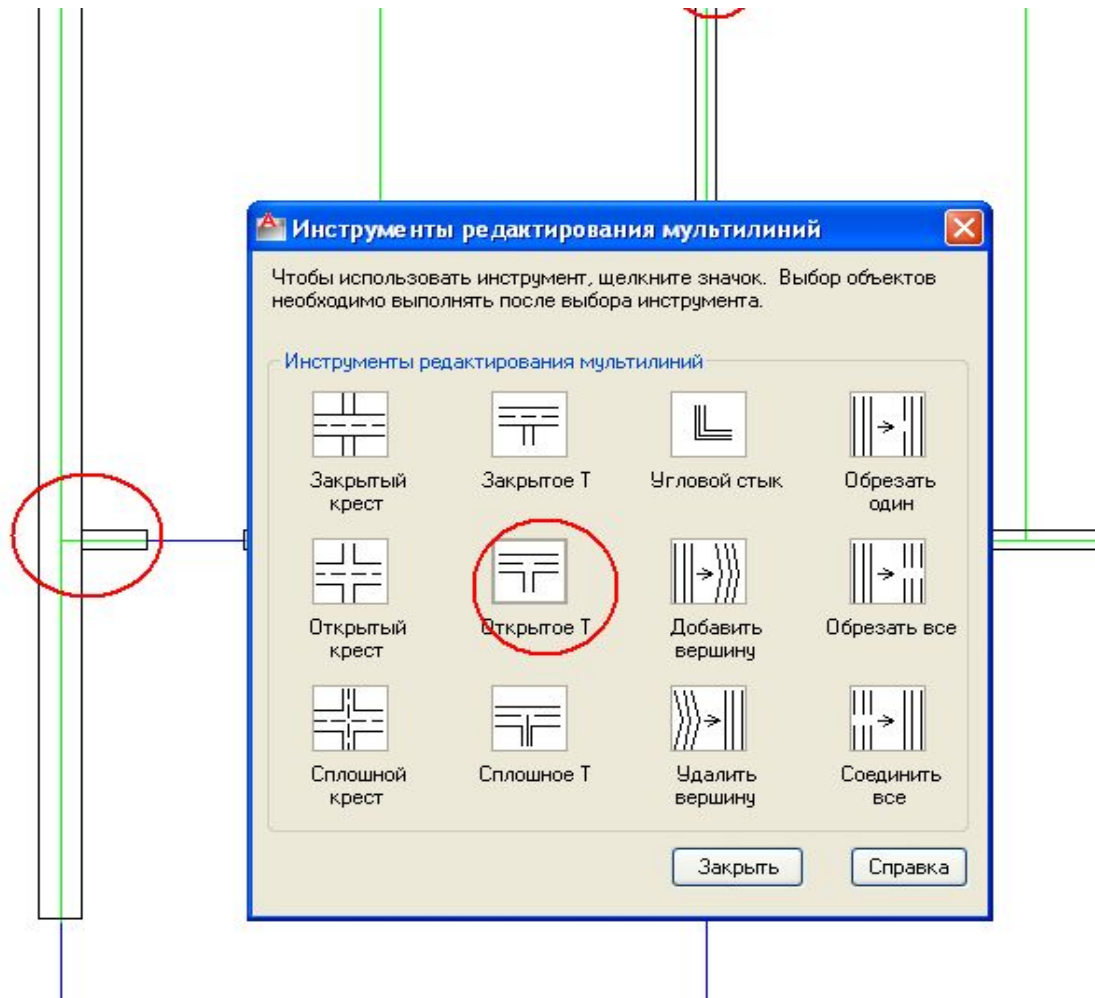 Инструменты редактирования мультилиний
Чтобы использовать инструмент, щелкните значок. Выбор объектов
необходимо выполнять после выбора инструмента.
Инструменты редактирования мультилиний
Закрытый
крест
Закрытое Т
Угловой стык
Обрезать
один
Открытый
крест
Открытое Т
Добавить
вершину
Обрезать все
Сплошной
крест
Сплошное Т
Удалить
вершину
Соединить
все
Закрыть
Справка